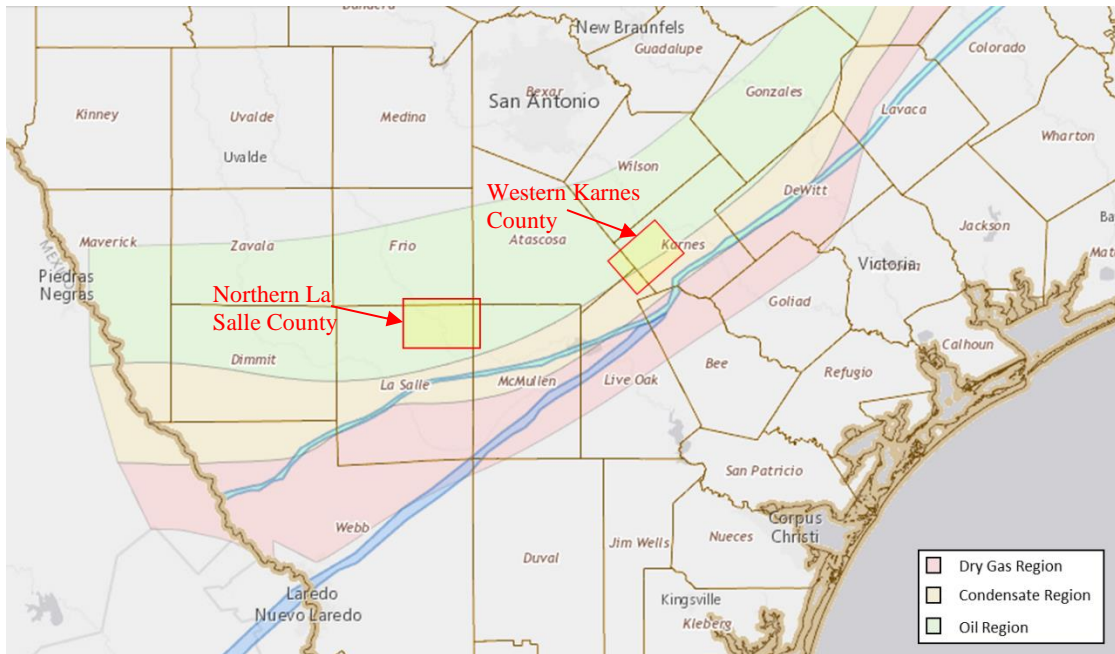 Bandera
New Braunfels
Guadalupe
Colorado
Bexar
San Antonio
Gonzales
Kinney
Uvalde
Medina
Lavaca
Wharton
Uvalde
Wilson
Western Karnes
County
DeWitt
Maverick
Zavala
Frio
Atascosa
Karnes
Jackson
MEXICO
Piedras
Negras
Victoria
Goliad
Northern La
Salle County
Calhoun
Dimmit
La Salle
McMullen
Live Oak
Bee
Refugio
San Patricio
Webb
Corpus
Christi
Duval
Jim Wells
Nueces
Laredo
Nuevo Laredo
Kingsville
Kleberg
Dry Gas Region
Condensate Region
Oil Region